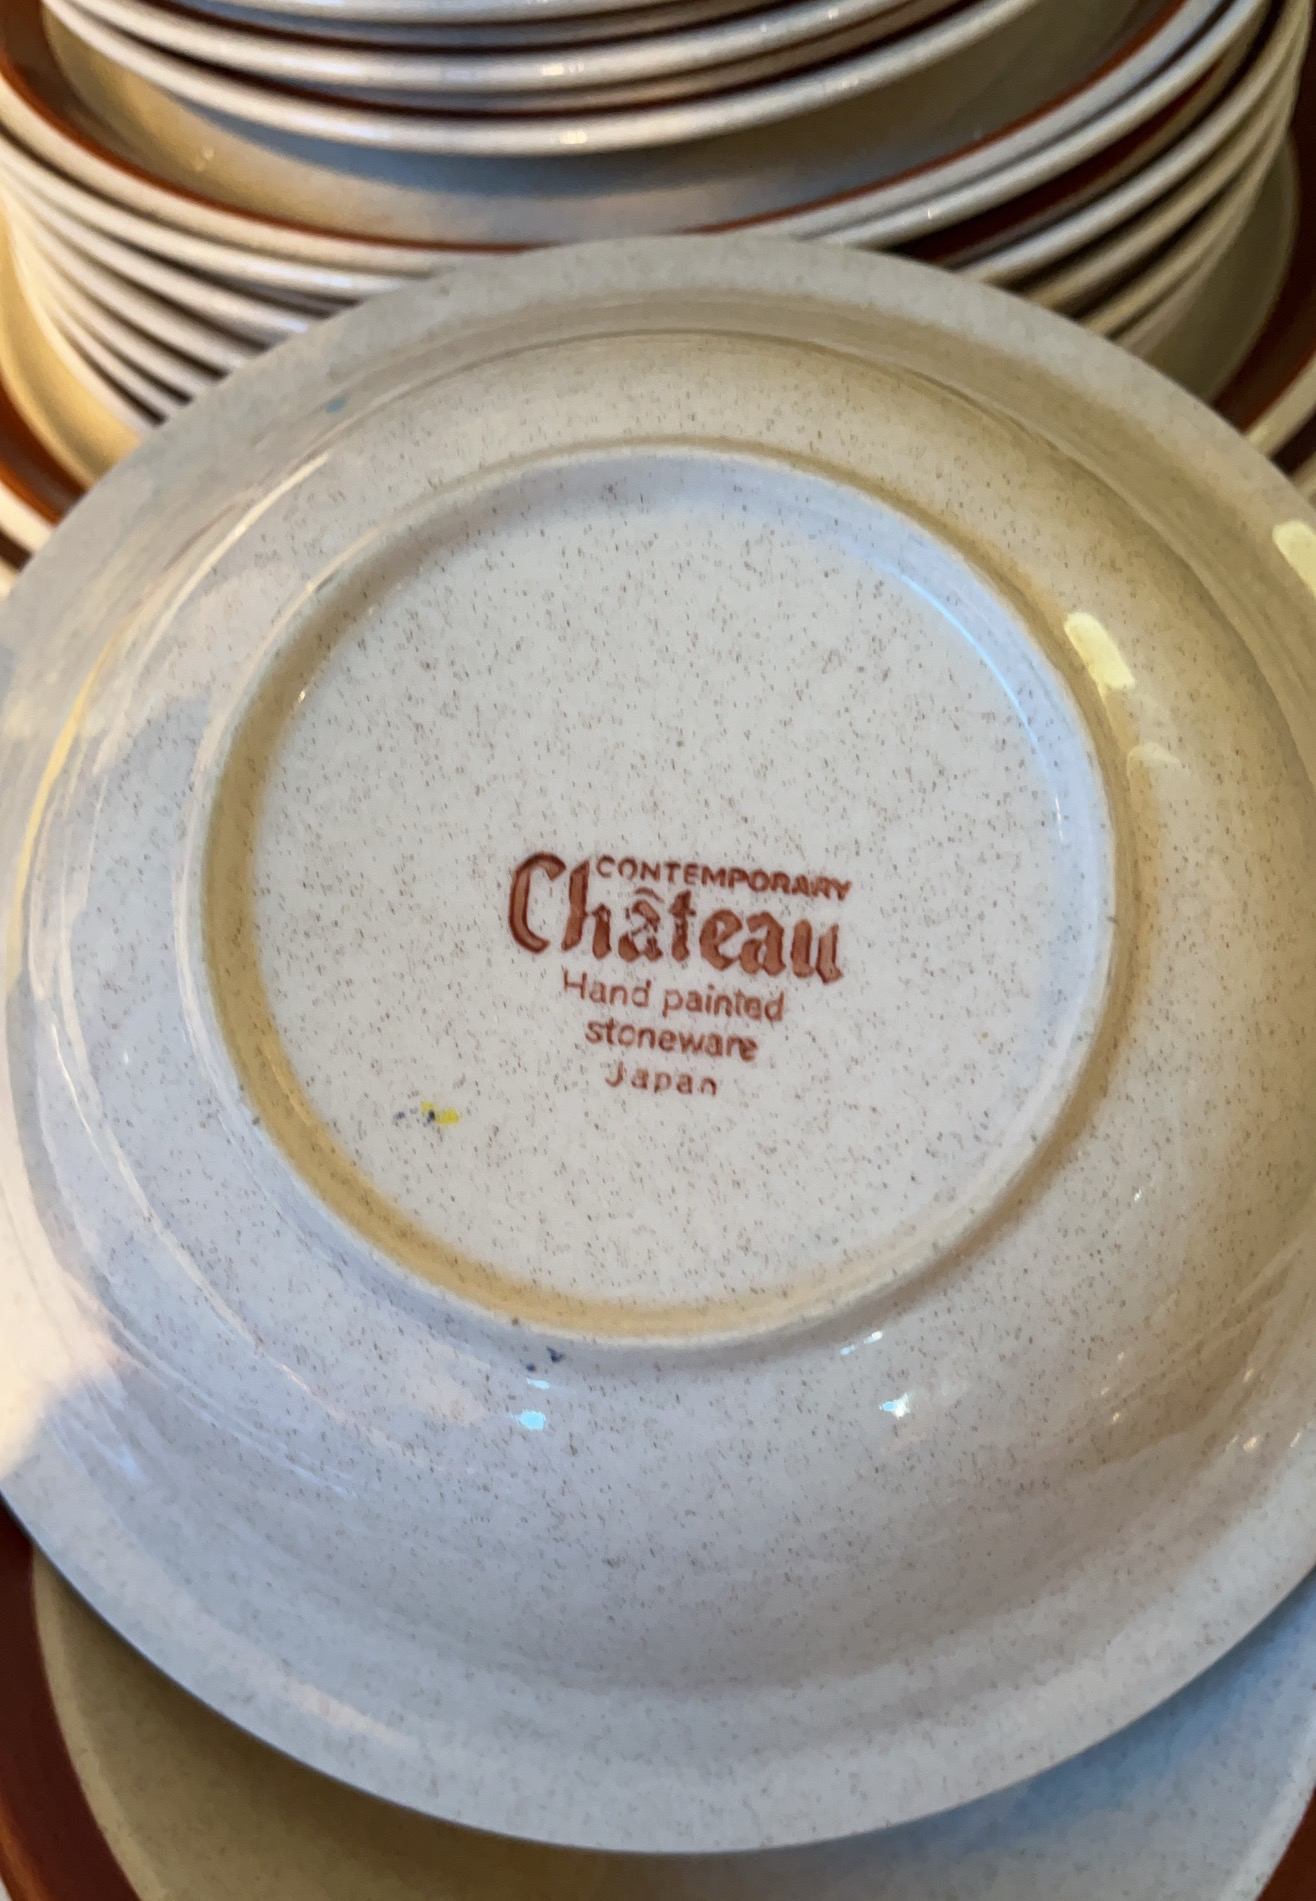 CONTEMPORARY
Château
Hand painted
stoneware
Japan